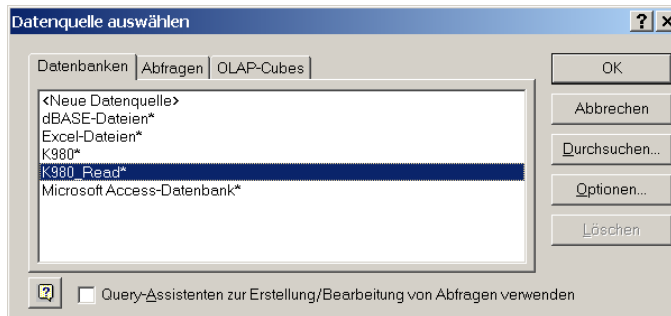 Datenquelle auswählen
Datenbanken Abfragen OLAP-Cubes
OK
<Neue Datenquelle>
dBASE-Dateien*
Excel-Dateien*
K980*
K980_Read*
Microsoft Access-Datenbank*
Abbrechen
Durchsuchen...
Optionen...
Löschen
Query-Assistenten zur Erstellung/Bearbeitung von Abfragen verwenden